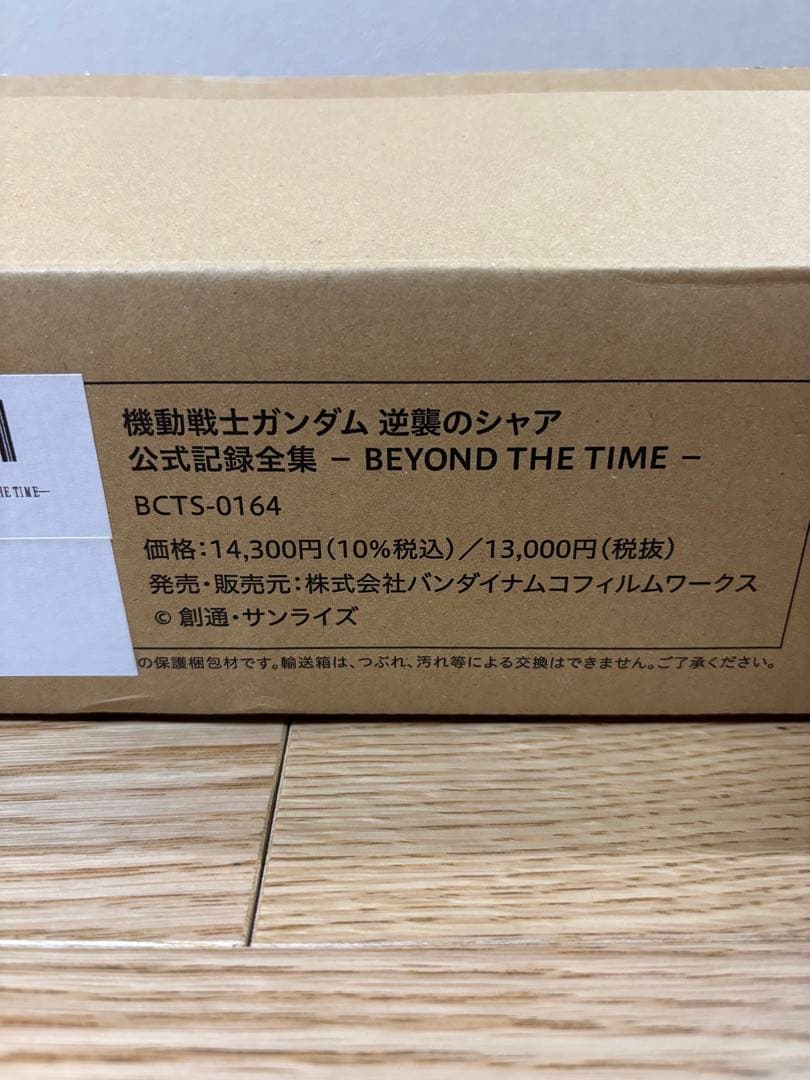 機動戦士ガンダム 逆襲のシャア
公式記録全集 − BEYOND THE TIME −
BCTS-0164
価格:14,300円(10%税込)/13,000円(税抜)
発売・販売元:株式会社バンダイナムコフィルムワークス
© 創通・サンライズ
の保護梱包材です。輸送箱は、つぶれ、汚れ等による交換はできません。ご了承ください。
TIME―